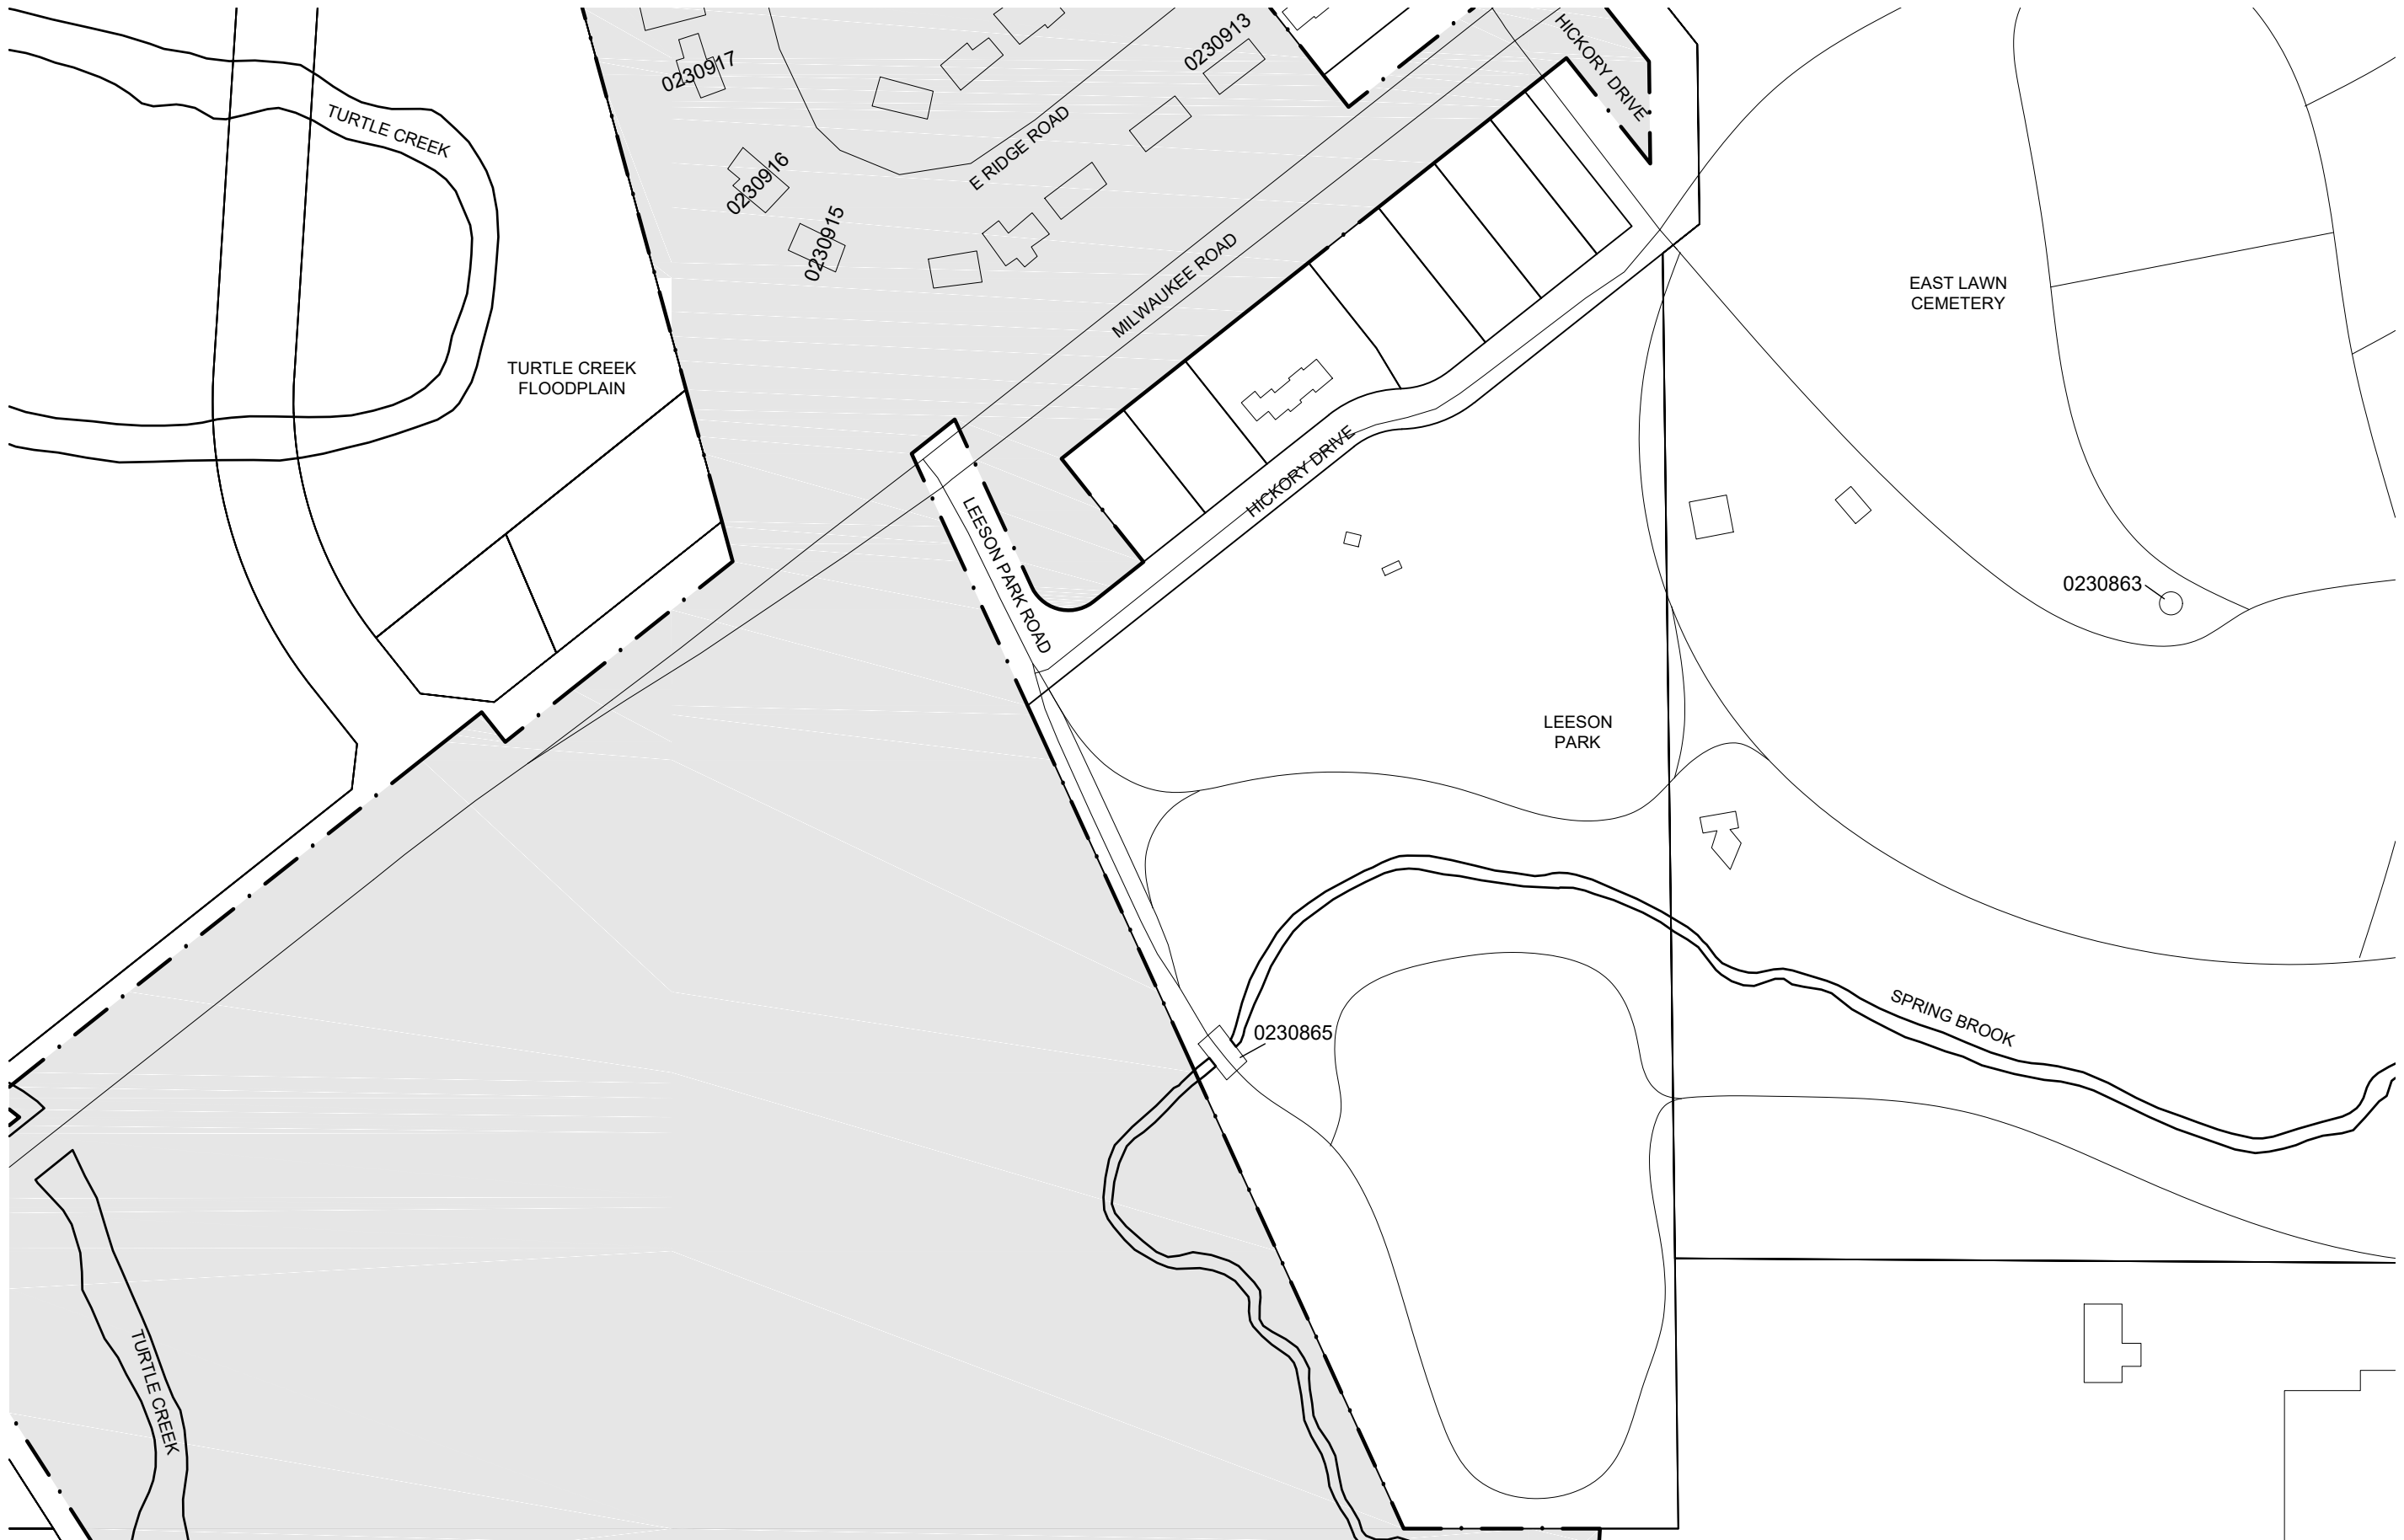 HICKORY DRIVE
0230913
0230917
TURTLE CREEK
E RIDGE ROAD
0230916
0230915
MILWAUKEE ROAD
EAST LAWN
CEMETERY
TURTLE CREEK
FLOODPLAIN
HICKORY DRIVE
LEESON PARK ROAD
0230863
LEESON
PARK
SPRING BROOK
0230865
TURTLE CREEK